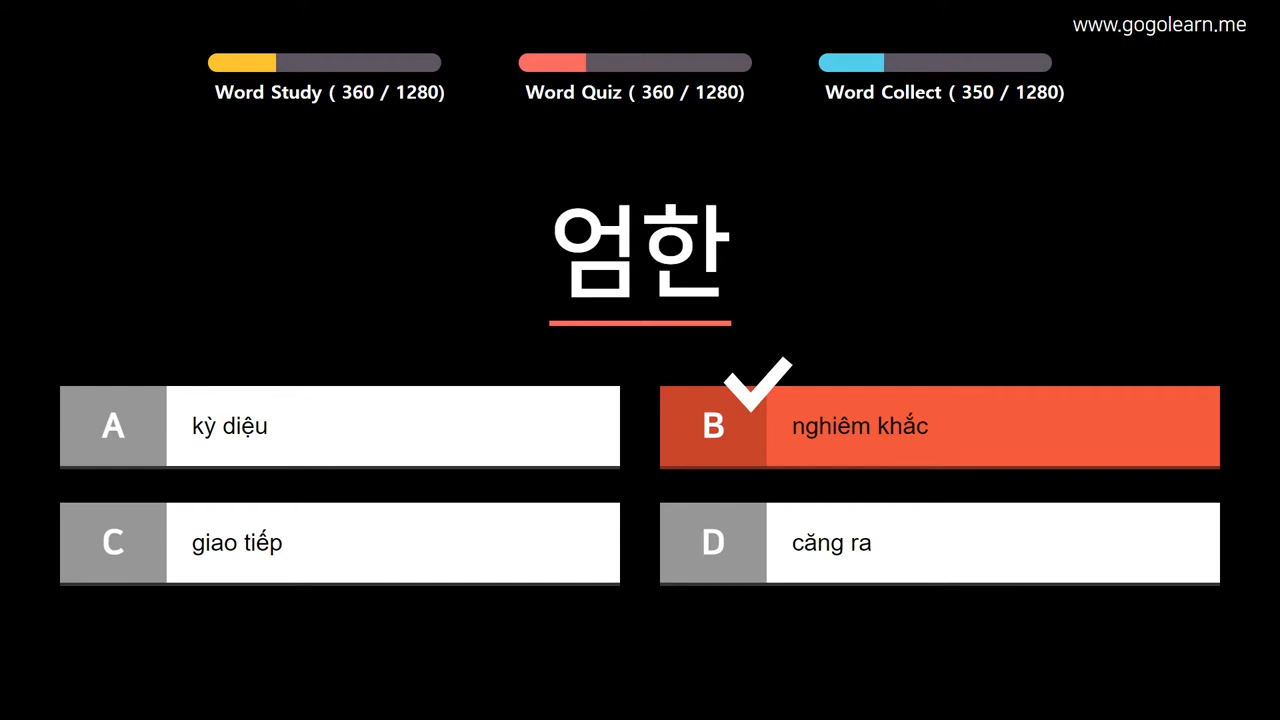 www.gogolearn.me
Word Study ( 360 / 1280)
Word Quiz ( 360 / 1280)
Word Collect ( 350 / 1280)
엄한
A
kỳ diệu
B
nghiêm khắc
C
giao tiếp
D
căng ra